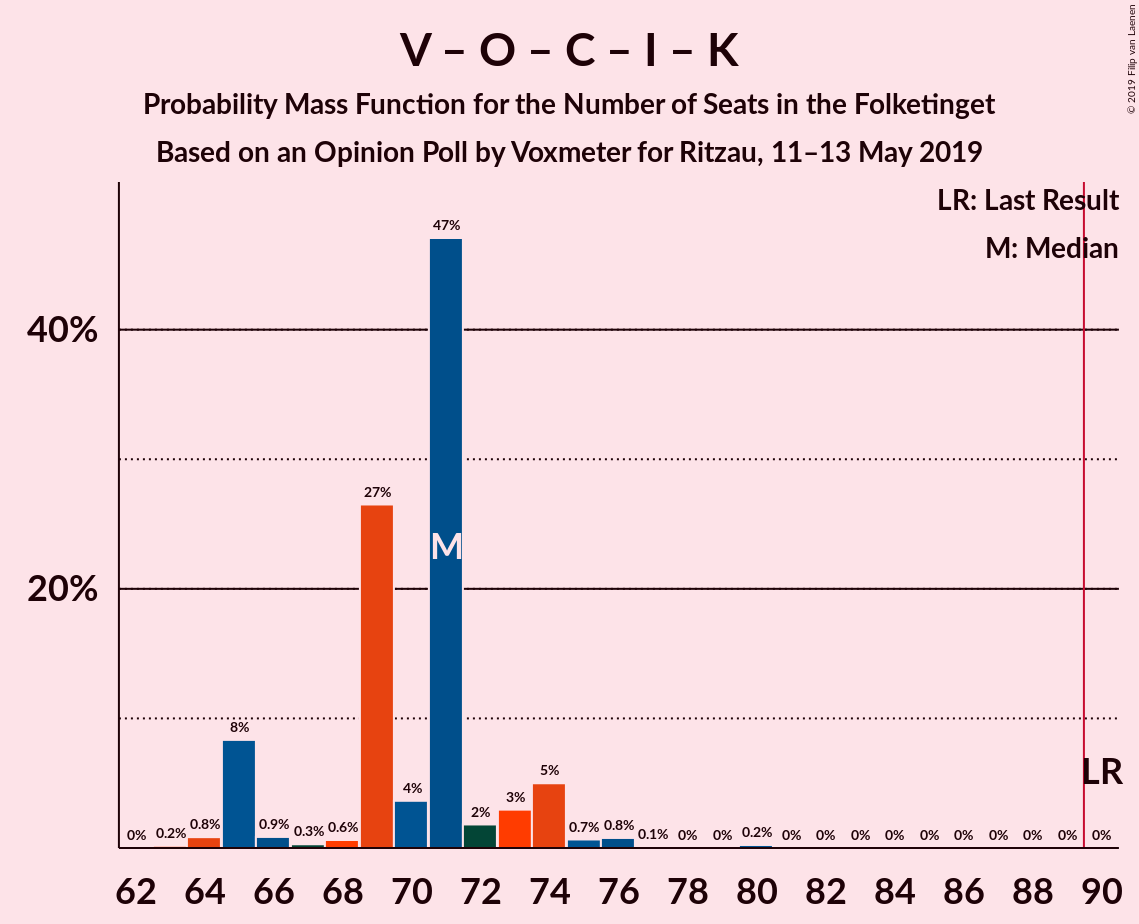 V – O – C – I – K
Probability Mass Function for the Number of Seats in the Folketinget
Based on an Opinion Poll by Voxmeter for Ritzau, 11–13 May 2019
© 2019 Filip van Laenen
LR: Last Result
M: Median
40%
20%
0% 0.2% 0.8% 8% 0.9% 0.3% 0.6% 27% 4% 47% 2% 3% 5% 0.7% 0.8% 0.1% 0% 0% 0.2% 0% 0% 0% 0% 0% 0% 0% 0% 0% 0%
M
LR
62 64 66 68 70 72 74 76 78 80 82 84 86 88 90